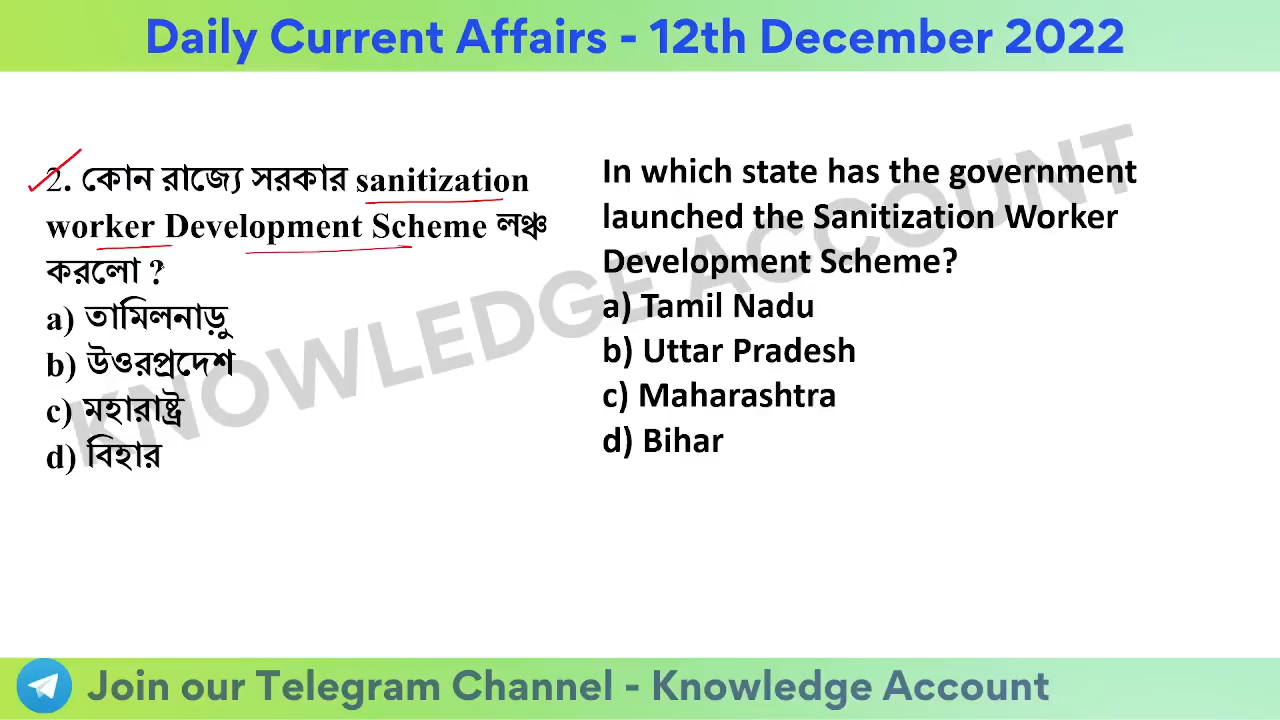 Daily Current Affairs - 12th December 2022
2. কোন রাজ্যে সরকার sanitization
worker Development Scheme লঞ্চ
করলো ?
a) তামিলনাড়ু
b) উওরপ্রদেশ
c) মহারাষ্ট্র
d) বিহার
In which state has the government
launched the Sanitization Worker
Development Scheme?
a) Tamil Nadu
b) Uttar Pradesh
c) Maharashtra
d) Bihar
KNOWLEDGE ACCOUNT
Join our Telegram Channel - Knowledge Account